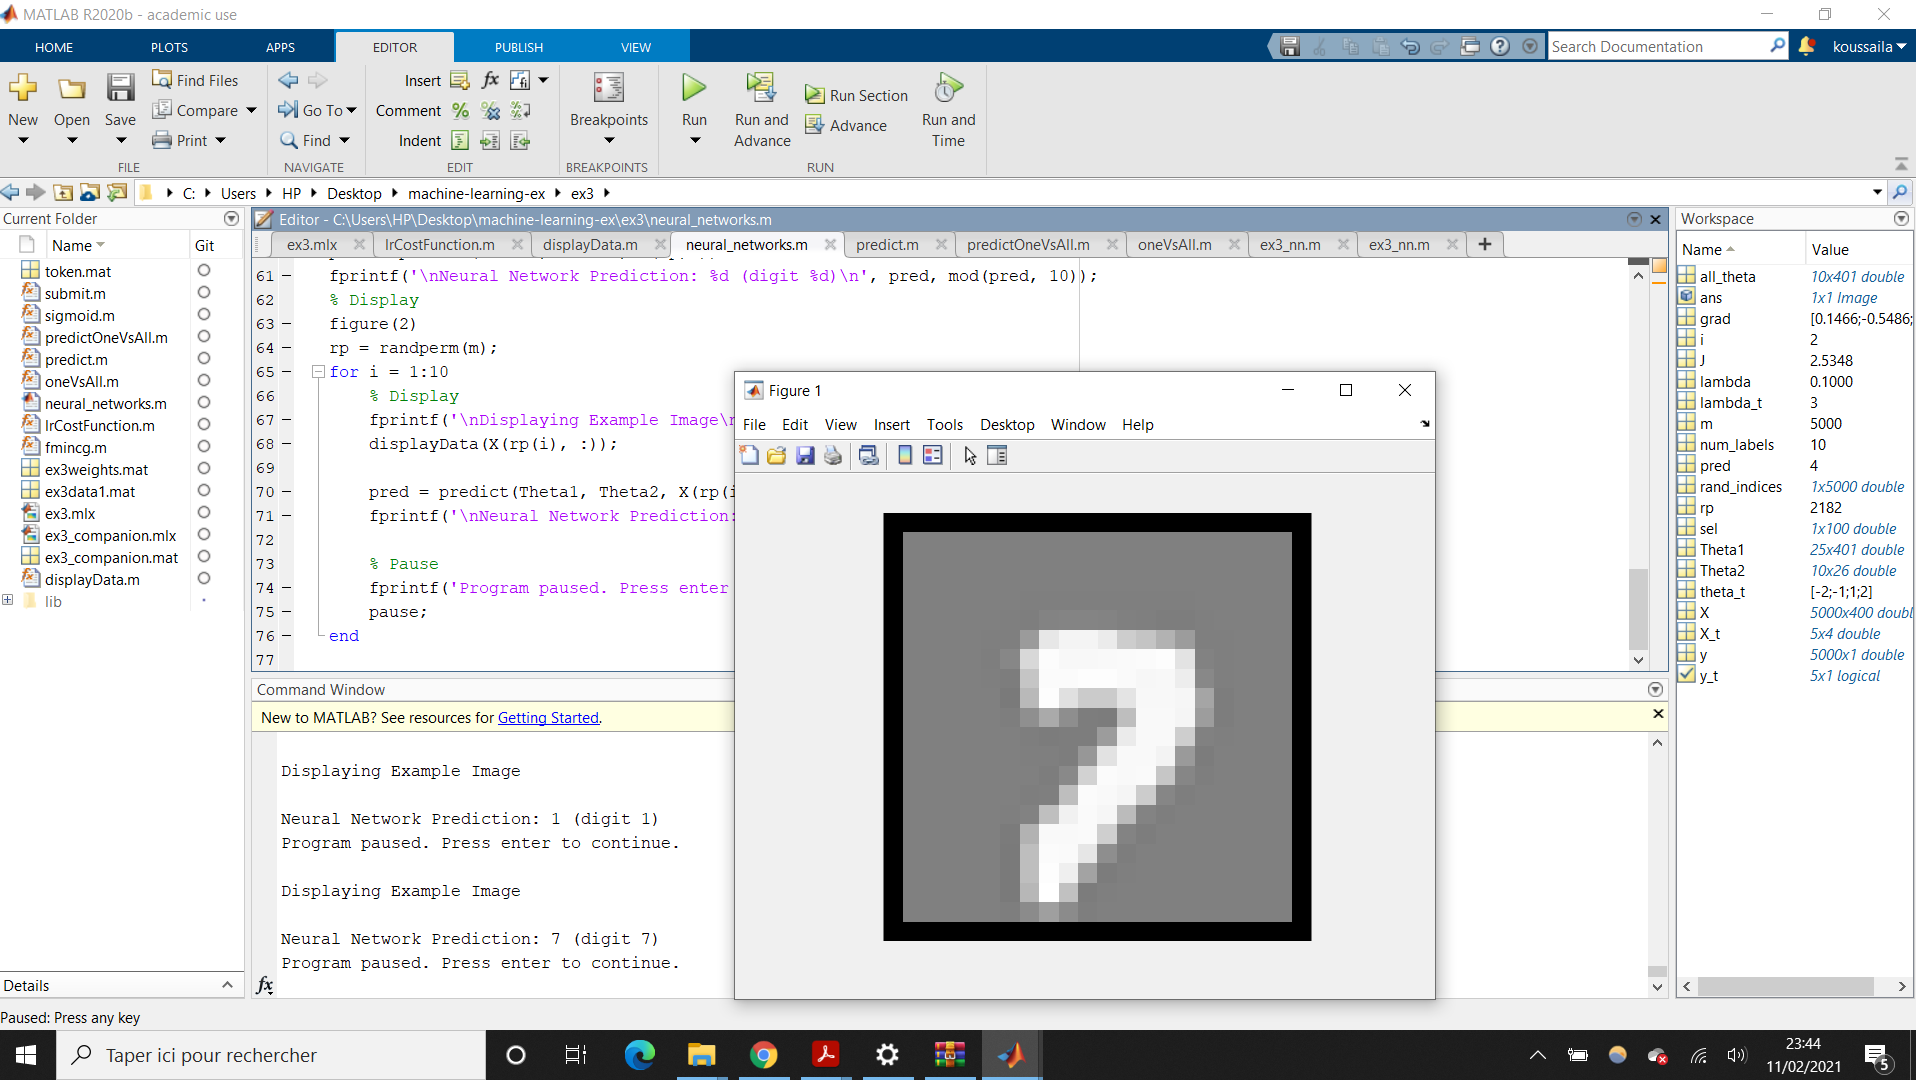 MATLAB R2020b - academic use
HOME PLOTS APPS EDITOR PUBLISH VIEW
Search Documentation koussaila
New Open Save Find Files Compare Print
FILE
Go To Find
NAVIGATE
Insert fx fi
Comment % %
Indent
EDIT
Breakpoints
BREAKPOINTS
Run Run and Advance Run Section Advance Run and Time
RUN
C: Users HP Desktop machine-learning-ex ex3
Current Folder
Name Git
token.mat
submit.m
sigmoid.m
predictOneVsAll.m
predict.m
oneVsAll.m
neural_networks.m
lrCostFunction.m
fmincg.m
ex3weights.mat
ex3data1.mat
ex3.mlx
ex3_companion.mlx
ex3_companion.mat
displayData.m
lib
Details
Editor - C:\Users\HP\Desktop\machine-learning-ex\ex3\neural_networks.m
ex3.mlx lrCostFunction.m displayData.m neural_networks.m predict.m predictOneVsAll.m oneVsAll.m ex3_nn.m ex3_nn.m
61 fprintf('\nNeural Network Prediction: %d (digit %d)\n', pred, mod(pred, 10));
62 % Display
63 figure(2)
64 rp = randperm(m);
65 for i = 1:10
66 % Display
67 fprintf('\nDisplaying Example Image\n
68 displayData(X(rp(i), :));
69
70 pred = predict(Theta1, Theta2, X(rp(i
71 fprintf('\nNeural Network Prediction:
72
73 % Pause
74 fprintf('Program paused. Press enter
75 pause;
76 end
77
Command Window
New to MATLAB? See resources for Getting Started.
Displaying Example Image
Neural Network Prediction: 1 (digit 1)
Program paused. Press enter to continue.
Displaying Example Image
Neural Network Prediction: 7 (digit 7)
Program paused. Press enter to continue.
fx
Figure 1
File Edit View Insert Tools Desktop Window Help
7
Workspace
Name Value
all_theta 10x401 double
ans 1x1 Image
grad [0.1466;-0.5486;
i 2
J 2.5348
lambda 0.1000
lambda_t 3
m 5000
num_labels 10
pred 4
rand_indices 1x5000 double
rp 2182
sel 1x100 double
Theta1 25x401 double
Theta2 10x26 double
theta_t [-2;-1;1;2]
X 5000x400 doubl
X_t 5x4 double
y 5000x1 double
y_t 5x1 logical
Paused: Press any key
Taper ici pour rechercher
23:44
11/02/2021
5